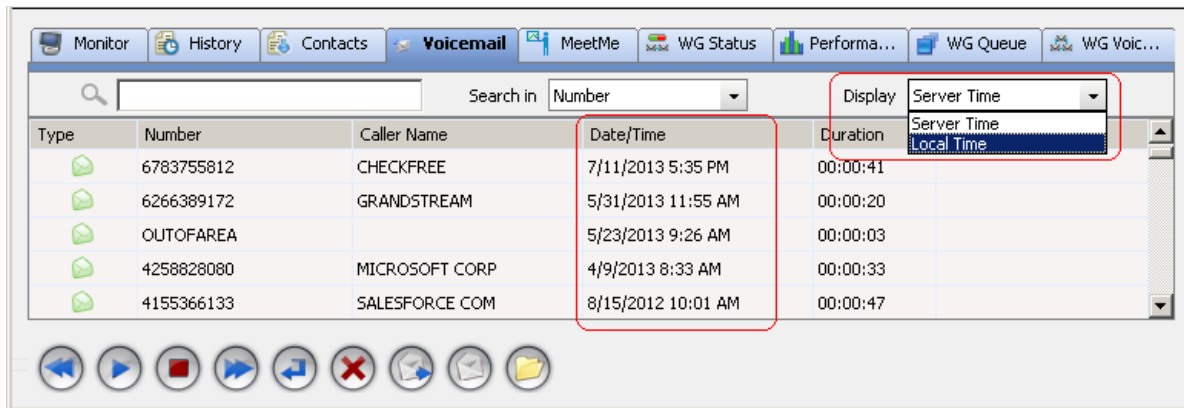 Monitor History Contacts Voicemail MeetMe WG Status Performa... WG Queue WG Voic...
Search in Number Display Server Time
Server Time
Local Time
Type Number Caller Name Date/Time Duration
6783755812 CHECKFREE 7/11/2013 5:35 PM 00:00:41
6266389172 GRANDSTREAM 5/31/2013 11:55 AM 00:00:20
OUTOFAREA 5/23/2013 9:26 AM 00:00:03
4258828080 MICROSOFT CORP 4/9/2013 8:33 AM 00:00:33
4155366133 SALESFORCE COM 8/15/2012 10:01 AM 00:00:47